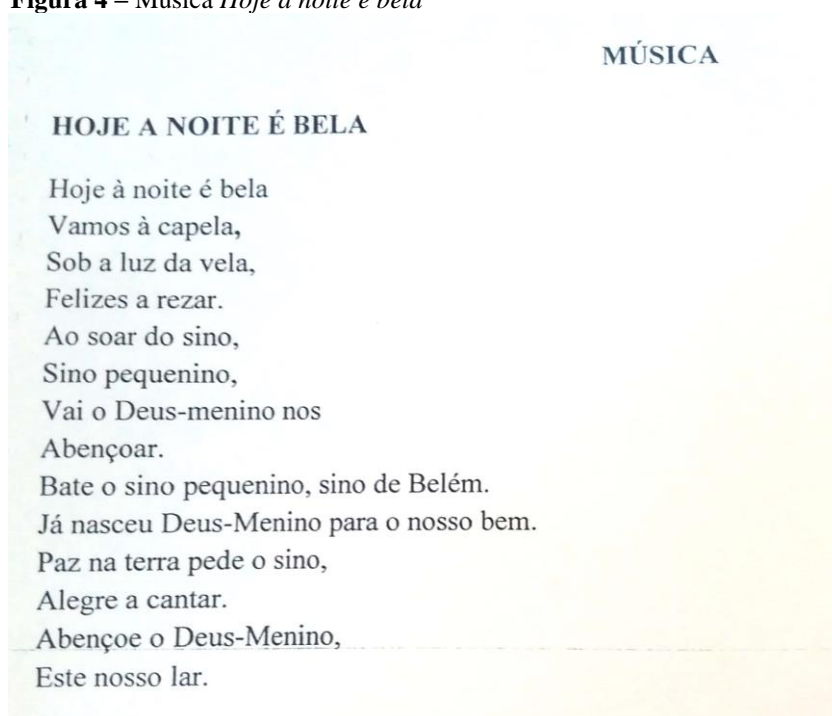 Figura 4 – Música Hoje a noite é bela
MÚSICA
HOJE A NOITE É BELA
Hoje à noite é bela
Vamos à capela,
Sob a luz da vela,
Felizes a rezar.
Ao soar do sino,
Sino pequenino,
Vai o Deus-menino nos
Abençoar.
Bate o sino pequenino, sino de Belém.
Já nasceu Deus-Menino para o nosso bem.
Paz na terra pede o sino,
Alegre a cantar.
Abençoe o Deus-Menino,
Este nosso lar.